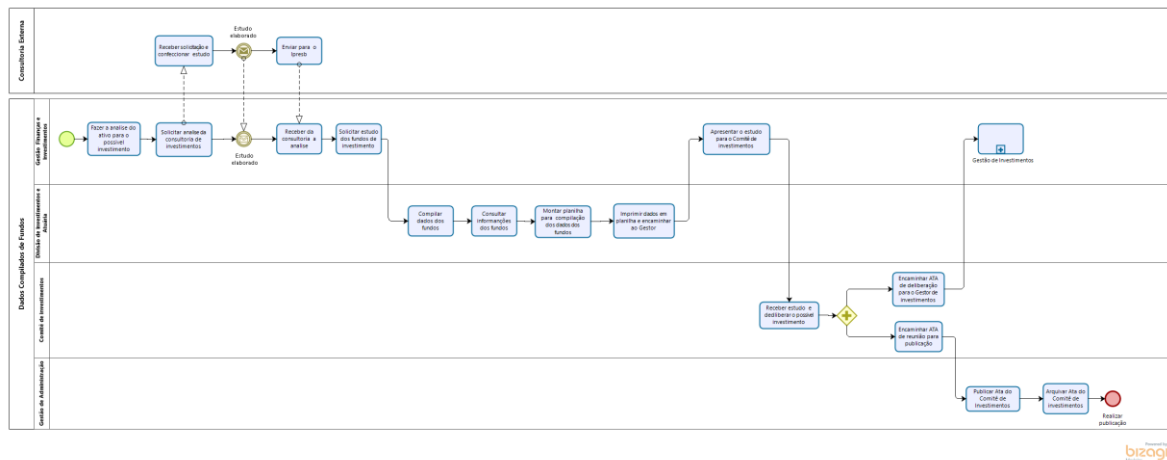 Consultoria Externa
Receber solicitação e
confeccionar estudo
Estudo
elaborado
Enviar para o
Ipresb
Dados Compilados de Fundos
Gestão Finanças e
Investimentos
Fazer a analise do
ativo para o
possivel
investimento
Solicitar analise de
consultoria de
investimentos
Estudo
elaborado
Receber da
consultoria a
analise
Solicitar estudo
dos fundos de
investimento
Apresentar o estudo
para o Comitê de
Investimentos
Gestão de Investimentos
Divisão de Investimentos e
Atuária
Compilar
dados dos
fundos
Consultar
informações
dos fundos
Montar planilha
para compilação
dos dados dos
fundos
Imprimir dados em
planilha e encaminhar
ao Gestor
Comitê de Investimentos
Receber estudo e
dedliberar o possivel
investimento
Encaminhar ATA
de deliberação
para o Gestor de
investimentos
Encaminhar ATA
de reunião para
publicação
Gestão de Administração
Publicar Ata do
Comitê de
Investimentos
Arquivar Ata do
Comitê de
investimentos
Realizar
publicação
Powered by
bizagi